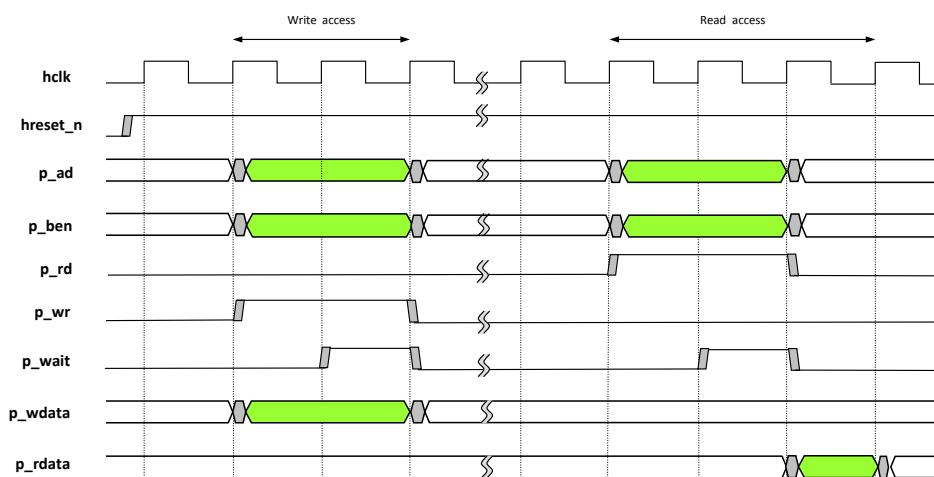 Write access
Read access
hclk
hreset_n
p_ad
p_ben
p_rd
p_wr
p_wait
p_wdata
p_rdata